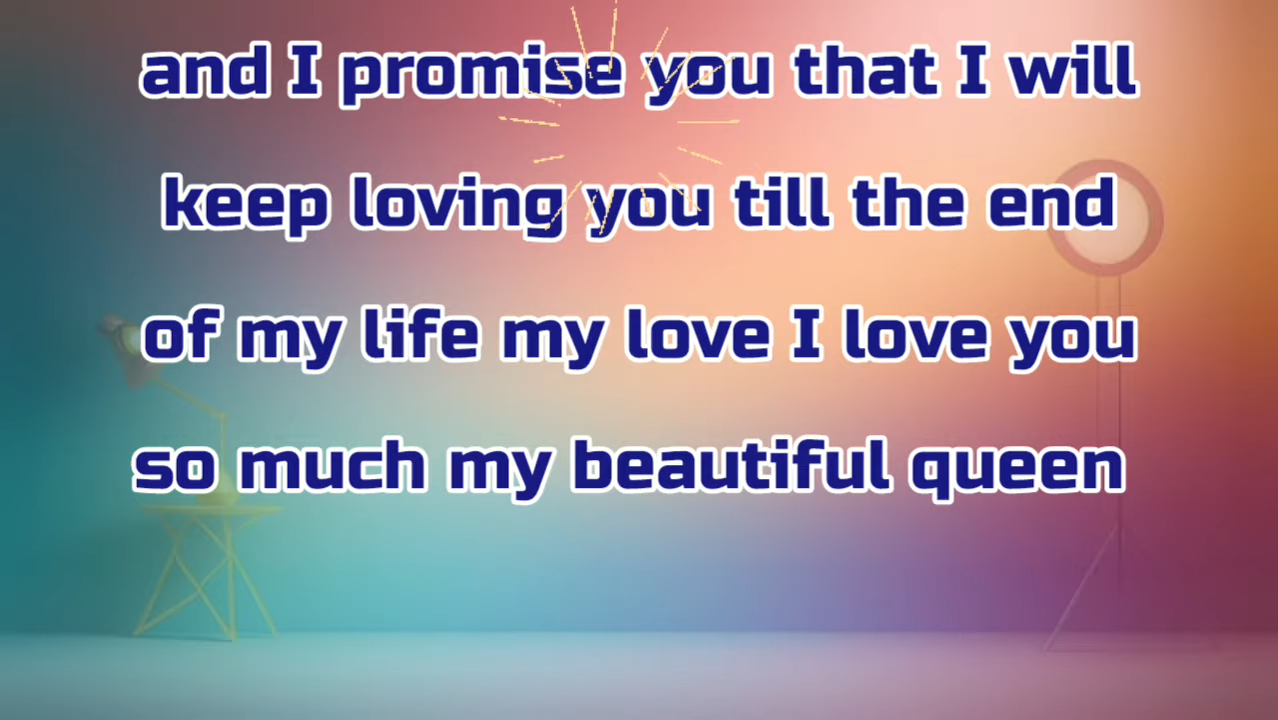 and I promise you that I will
keep loving you till the end
of my life my love I love you
so much my beautiful queen